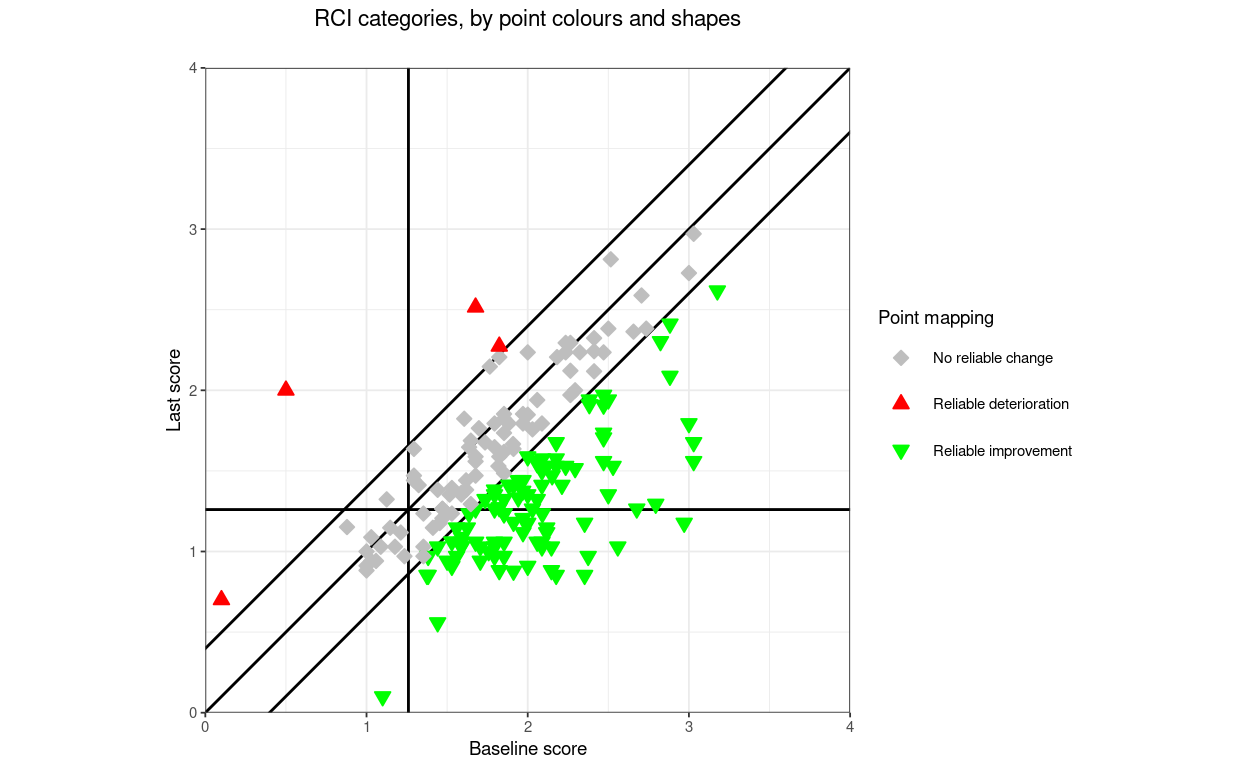 RCI categories, by point colours and shapes
4
3
2
1
0
Last score
0 1 2 3 4
Baseline score
Point mapping
No reliable change
Reliable deterioration
Reliable improvement